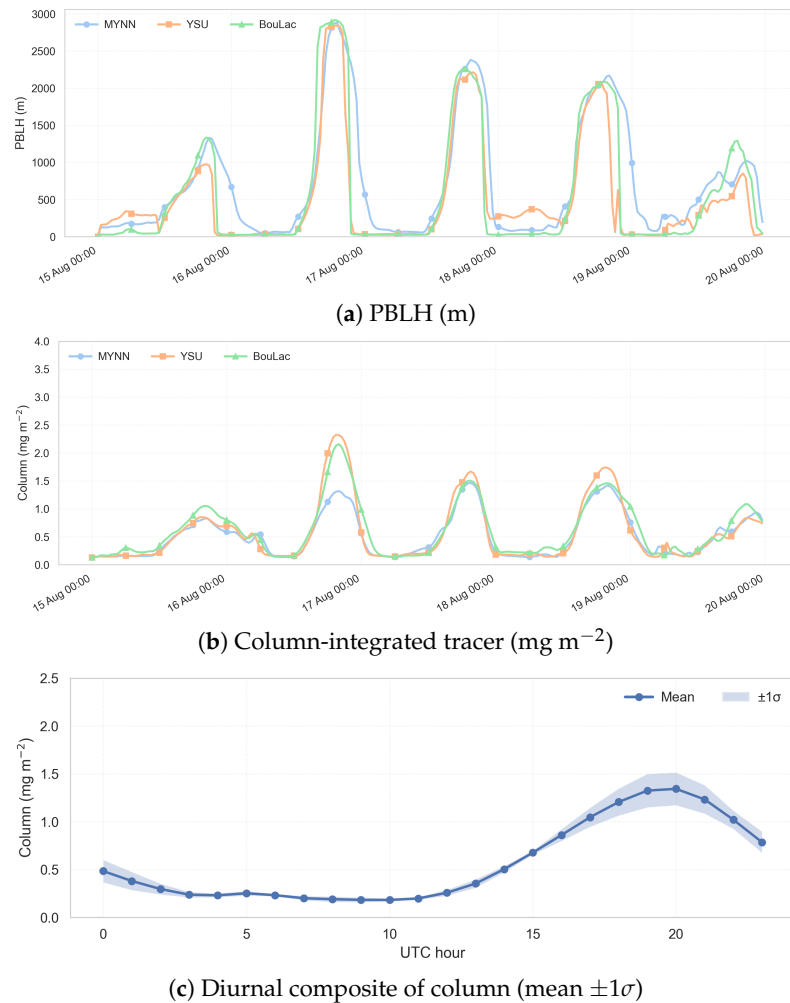 MYNN YSU BouLac
3000
2500
2000
1500
1000
500
0
PBLH (m)
15 Aug 00:00 16 Aug 00:00 17 Aug 00:00 18 Aug 00:00 19 Aug 00:00 20 Aug 00:00
(a) PBLH (m)
MYNN YSU BouLac
4.0
3.5
3.0
2.5
2.0
1.5
1.0
0.5
0.0
Column (mg m⁻²)
15 Aug 00:00 16 Aug 00:00 17 Aug 00:00 18 Aug 00:00 19 Aug 00:00 20 Aug 00:00
(b) Column-integrated tracer (mg m⁻²)
Mean ±1σ
2.5
2.0
1.5
1.0
0.5
0.0
Column (mg m⁻²)
0 5 10 15 20
UTC hour
(c) Diurnal composite of column (mean ±1σ)